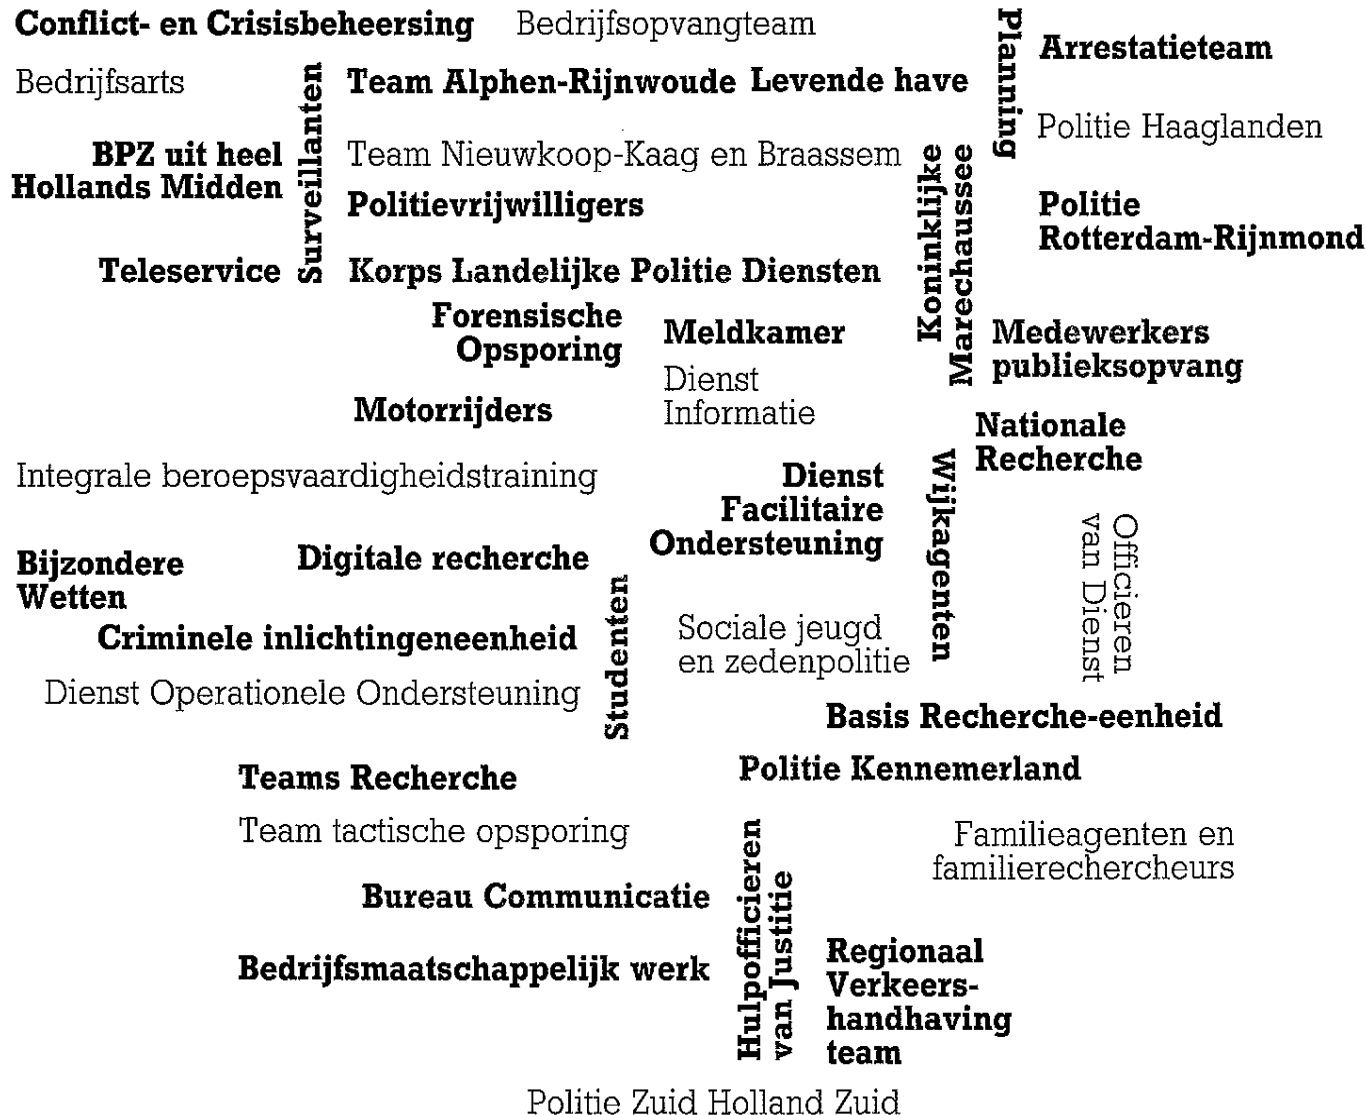 Conflict- en Crisisbeheersing
Bedrijfsopvangteam
Planning
Arrestatieteam
Bedrijfsarts
Surveillanten
Team Alphen-Rijnwoude
Levende have
Politie Haaglanden
BPZ uit heel
Hollands Midden
Team Nieuwkoop-Kaag en Braassem
Koninklijke
Marechaussee
Politievrijwilligers
Politie
Rotterdam-Rijnmond
Teleservice
Korps Landelijke Politie Diensten
Forensische
Opsporing
Meldkamer
Medewerkers
publieksopvang
Dienst
Informatie
Motorrijders
Nationale
Recherche
Integrale beroepsvaardigheidstraining
Dienst
Facilitaire
Ondersteuning
Wijkagenten
Officieren
van Dienst
Bijzondere
Wetten
Digitale recherche
Studenten
Criminele inlichtingeneenheid
Sociale jeugd
en zedenpolitie
Dienst Operationele Ondersteuning
Basis Recherche-eenheid
Teams Recherche
Politie Kennemerland
Team tactische opsporing
Hulpofficieren
van Justitie
Familieagenten en
familierechercheurs
Bureau Communicatie
Bedrijfsmaatschappelijk werk
Regionaal
Verkeers-
handhaving
team
Politie Zuid Holland Zuid